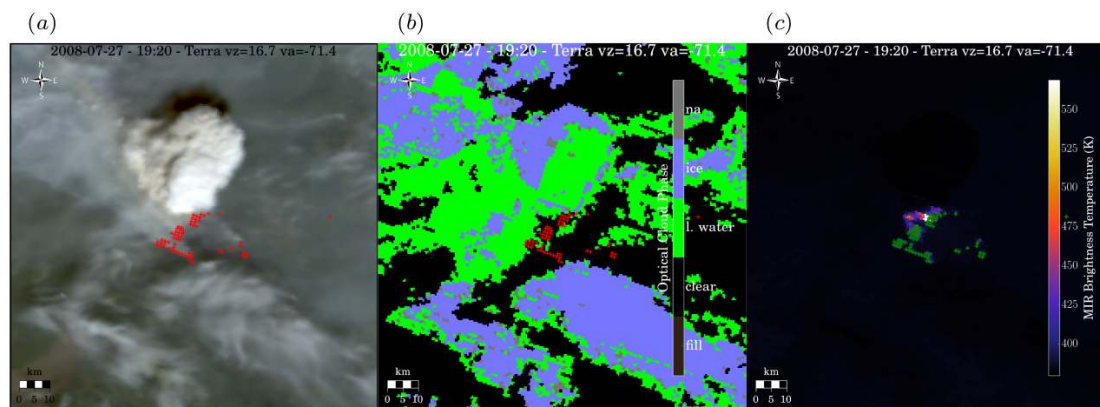 (a)
2008-07-27 - 19:20 - Terra vz=16.7 va=-71.4
N
W E
S
km
0 5 10
(b)
2008-07-27 - 19:20 - Terra vz=16.7 va=-71.4
N
W E
S
Optical Cloud Phase
na
ice
l. water
clear
fill
km
0 5 10
(c)
2008-07-27 - 19:20 - Terra vz=16.7 va=-71.4
N
W E
S
MIR Brightness Temperature (K)
550
525
500
475
450
425
400
km
0 5 10